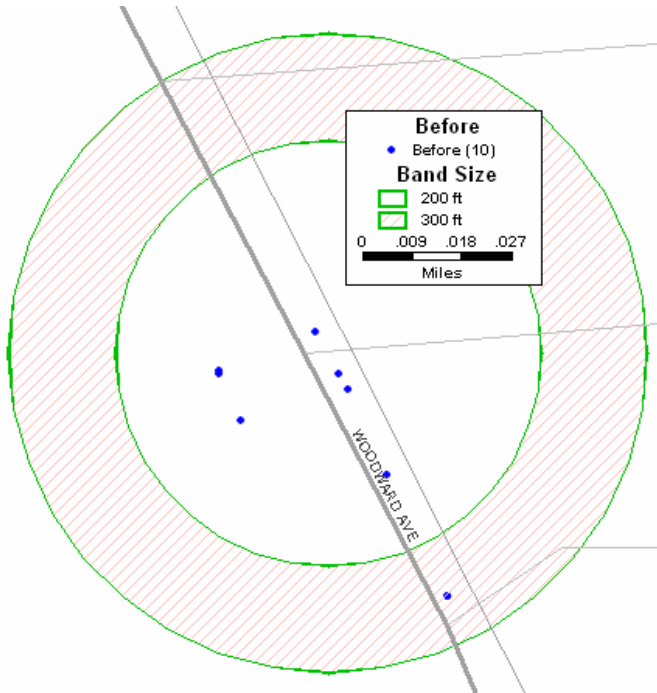 Before
Before (10)
Band Size
200 ft
300 ft
0 .009 .018 .027
Miles
WOODWARD AVE